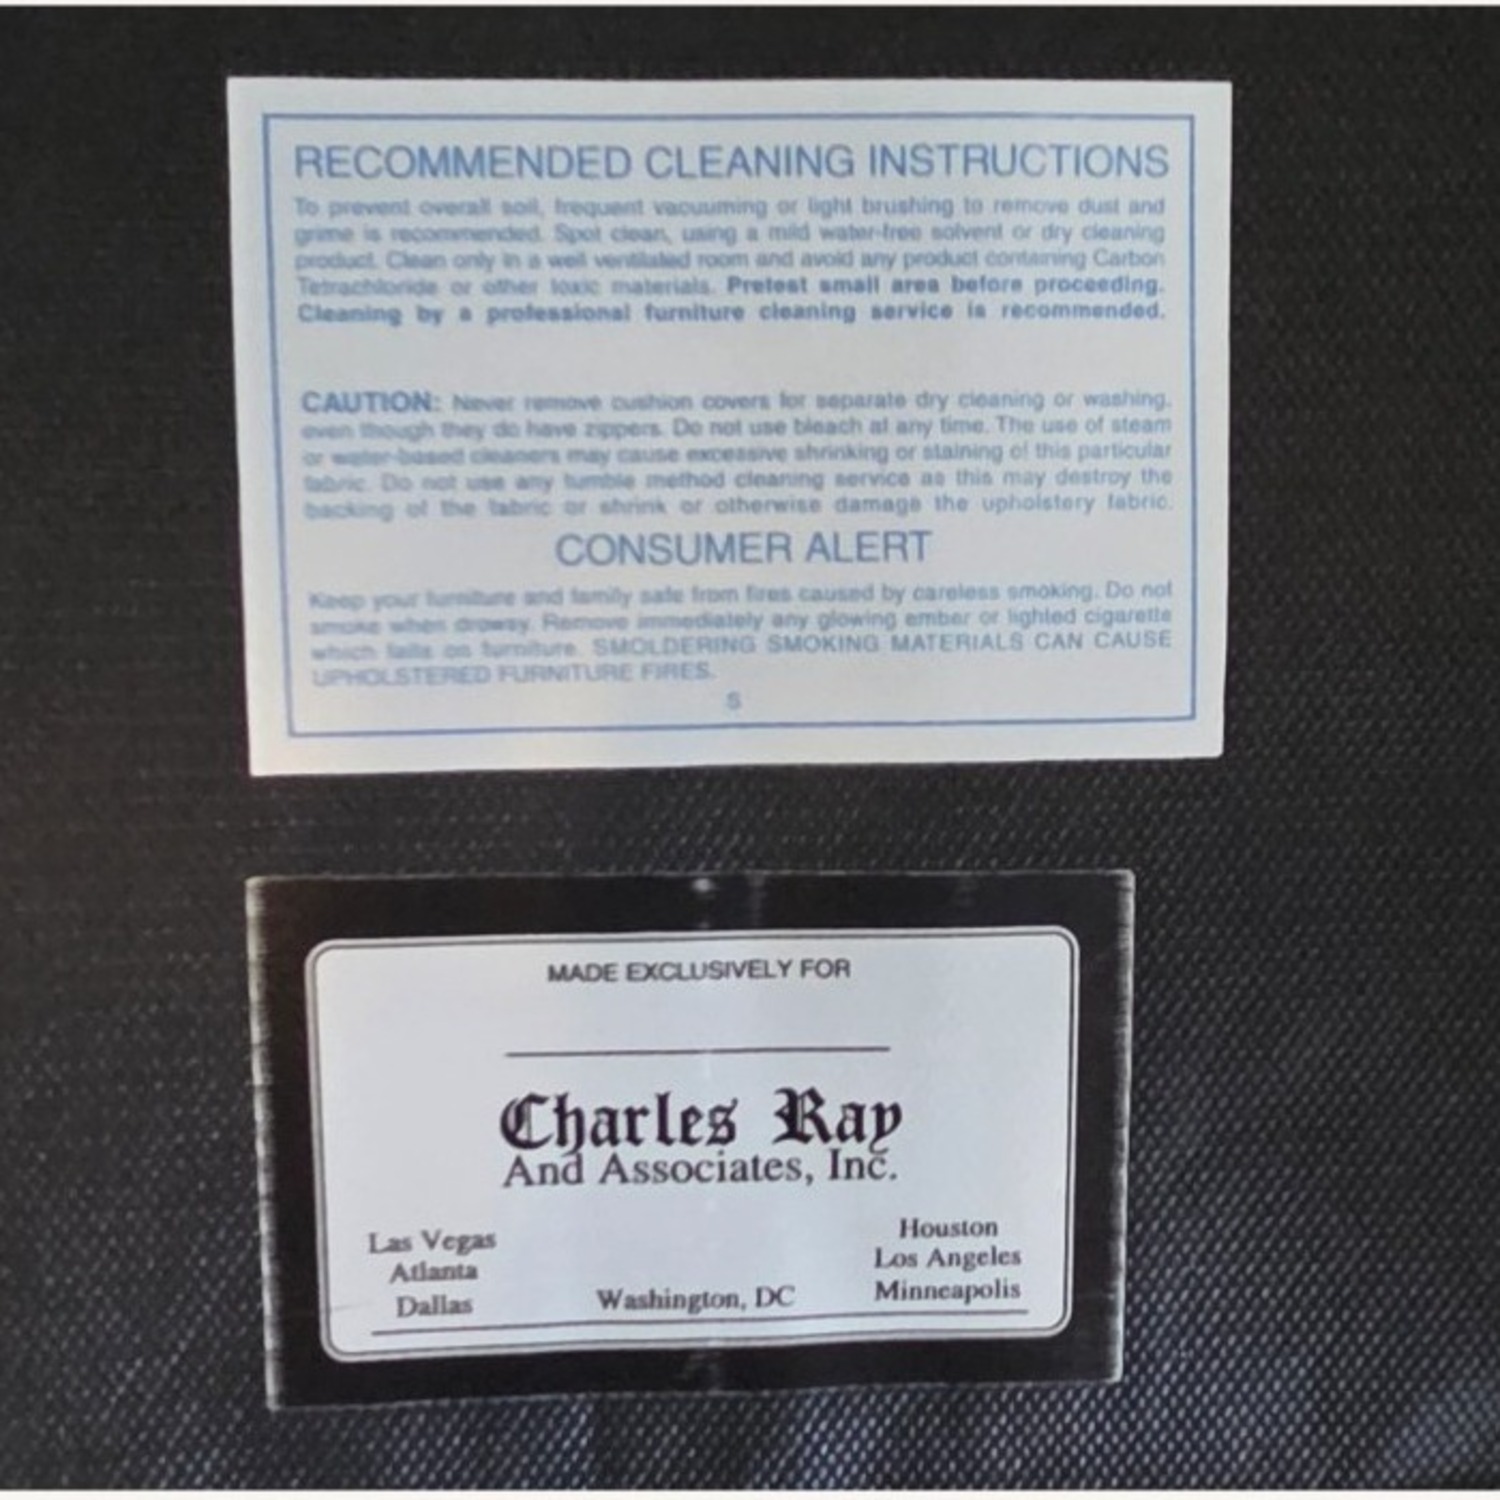 RECOMMENDED CLEANING INSTRUCTIONS
To prevent overall soil, frequent vacuuming or light brushing to remove dust and
grime is recommended. Spot clean, using a mild water-free solvent or dry cleaning
product. Clean only in a well ventilated room and avoid any product containing Carbon
Tetrachloride or other toxic materials. Pretest small area before proceeding.
Cleaning by a professional furniture cleaning service is recommended.
CAUTION: Never remove cushion covers for separate dry cleaning or washing,
even though they do have zippers. Do not use bleach at any time. The use of steam
or water-based cleaners may cause excessive shrinking or staining of this particular
fabric. Do not use any tumble method cleaning service as this may destroy the
backing of the fabric or shrink or otherwise damage the upholstery fabric.
CONSUMER ALERT
Keep your furniture and family safe from fires caused by careless smoking. Do not
smoke when drowsy. Remove immediately any glowing ember or lighted cigarette
which falls on furniture. SMOLDERING SMOKING MATERIALS CAN CAUSE
UPHOLSTERED FURNITURE FIRES.
S
MADE EXCLUSIVELY FOR
Charles Ray
And Associates, Inc.
Las Vegas
Atlanta
Dallas
Washington, DC
Houston
Los Angeles
Minneapolis